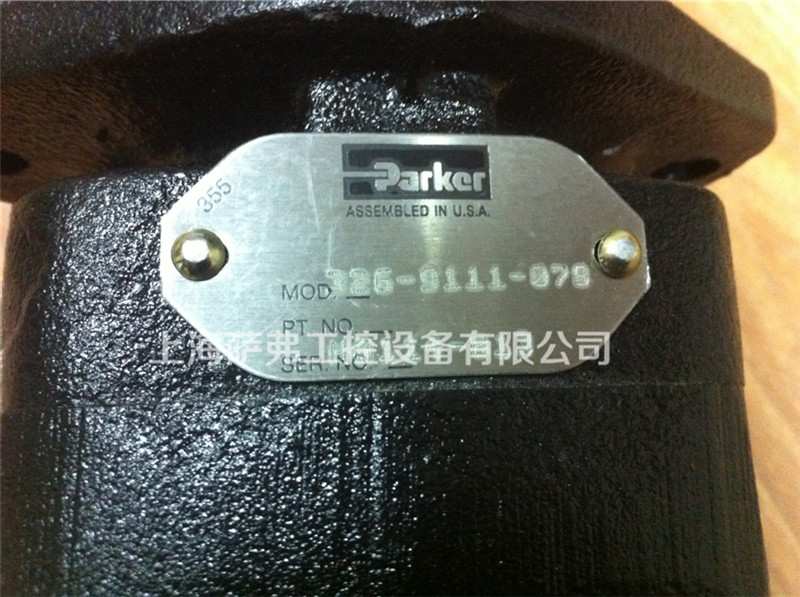 355
Parker
ASSEMBLED IN U.S.A.
MOD. 326-9111-078
PT NO.
上海萨弗工控设备有限公司
SER. NO.